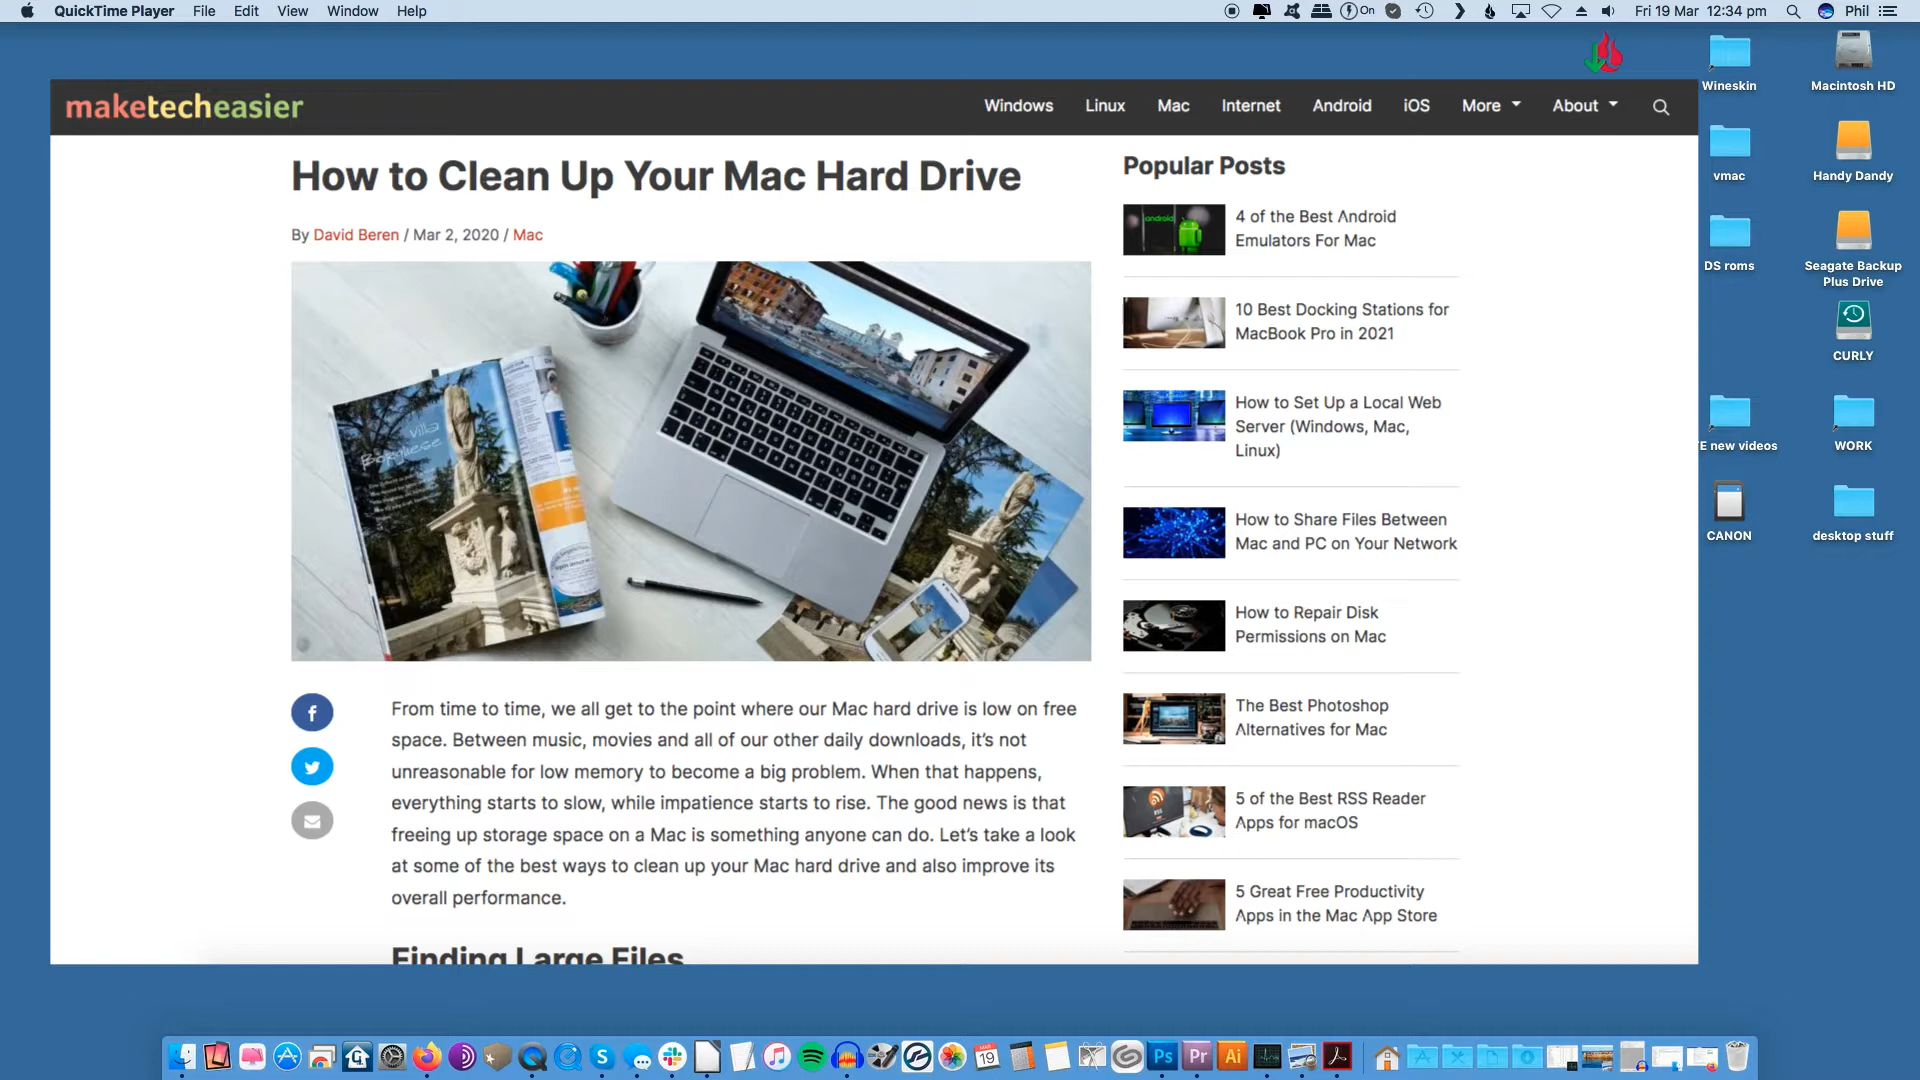 QuickTime Player File Edit View Window Help
On Fri 19 Mar 12:34 pm Phil
maketecheasier
Windows Linux Mac Internet Android iOS More About
How to Clean Up Your Mac Hard Drive
By David Beren / Mar 2, 2020 / Mac
villa
Borghese
From time to time, we all get to the point where our Mac hard drive is low on free
space. Between music, movies and all of our other daily downloads, it's not
unreasonable for low memory to become a big problem. When that happens,
everything starts to slow, while impatience starts to rise. The good news is that
freeing up storage space on a Mac is something anyone can do. Let's take a look
at some of the best ways to clean up your Mac hard drive and also improve its
overall performance.
Finding Large Files
Popular Posts
android
4 of the Best Android
Emulators For Mac
10 Best Docking Stations for
MacBook Pro in 2021
How to Set Up a Local Web
Server (Windows, Mac,
Linux)
How to Share Files Between
Mac and PC on Your Network
How to Repair Disk
Permissions on Mac
The Best Photoshop
Alternatives for Mac
5 of the Best RSS Reader
Apps for macOS
5 Great Free Productivity
Apps in the Mac App Store
Wineskin
Macintosh HD
vmac
Handy Dandy
DS roms
Seagate Backup
Plus Drive
CURLY
E new videos
WORK
CANON
desktop stuff
MAR
19
Ps Pr Ai